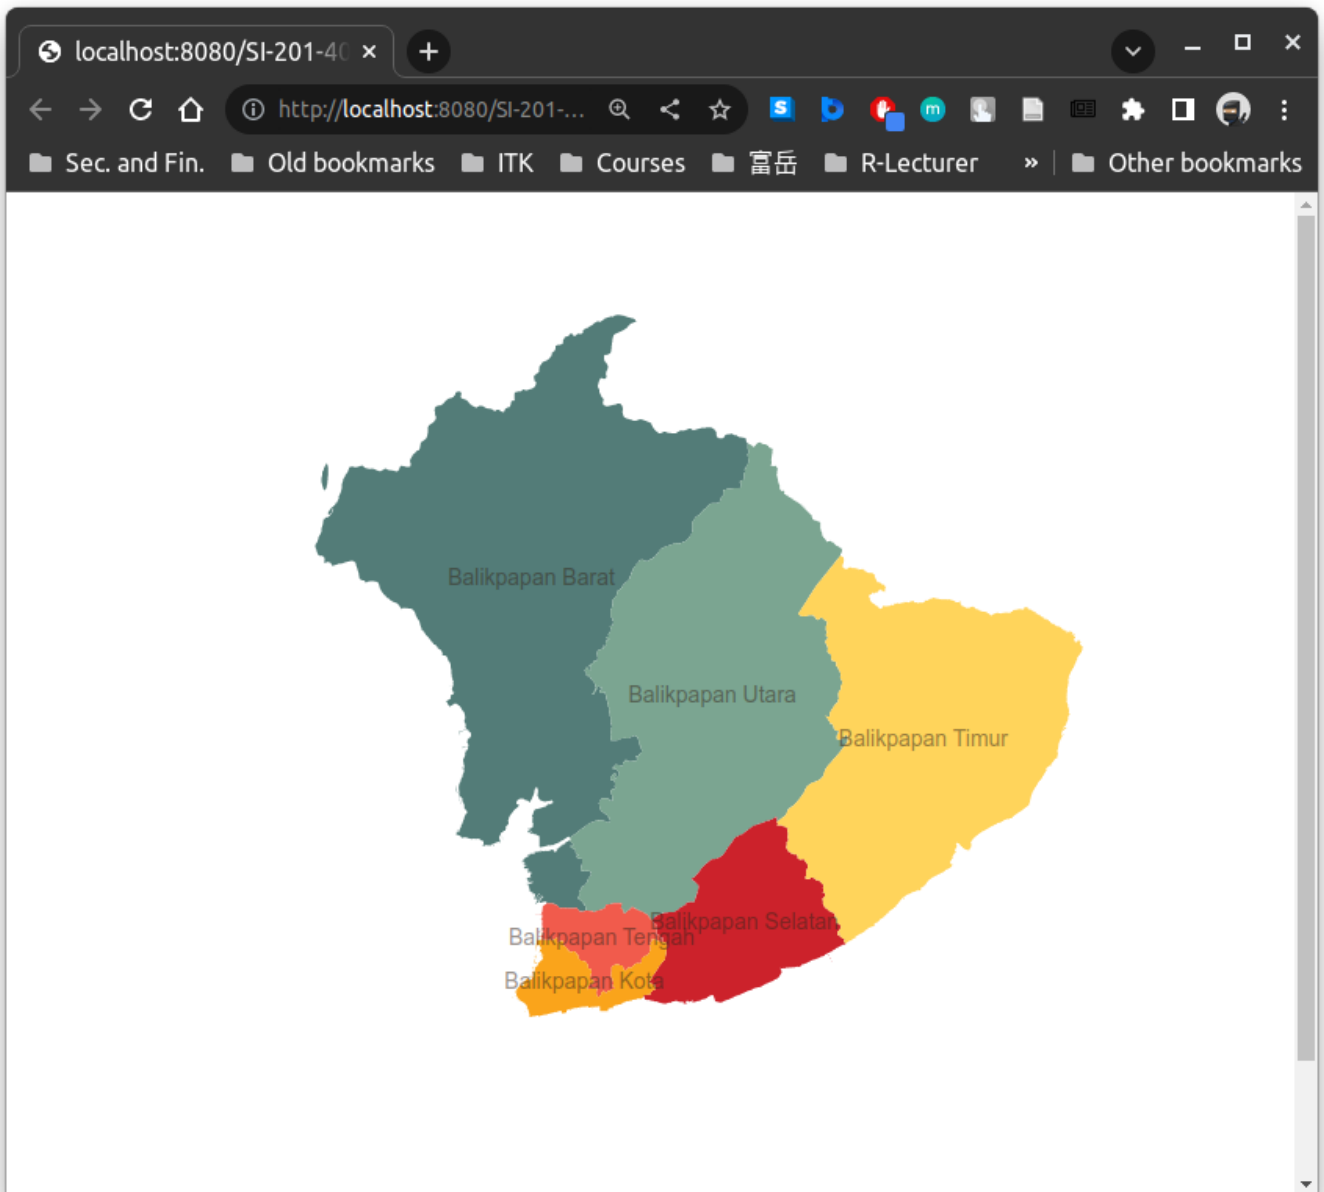 localhost:8080/SI-201-40
http://localhost:8080/SI-201-...
Sec. and Fin.
Old bookmarks
ITK
Courses
富岳
R-Lecturer
»
Other bookmarks
Balikpapan Barat
Balikpapan Utara
Balikpapan Timur
Balikpapan Selatan
Balikpapan Tengah
Balikpapan Kota